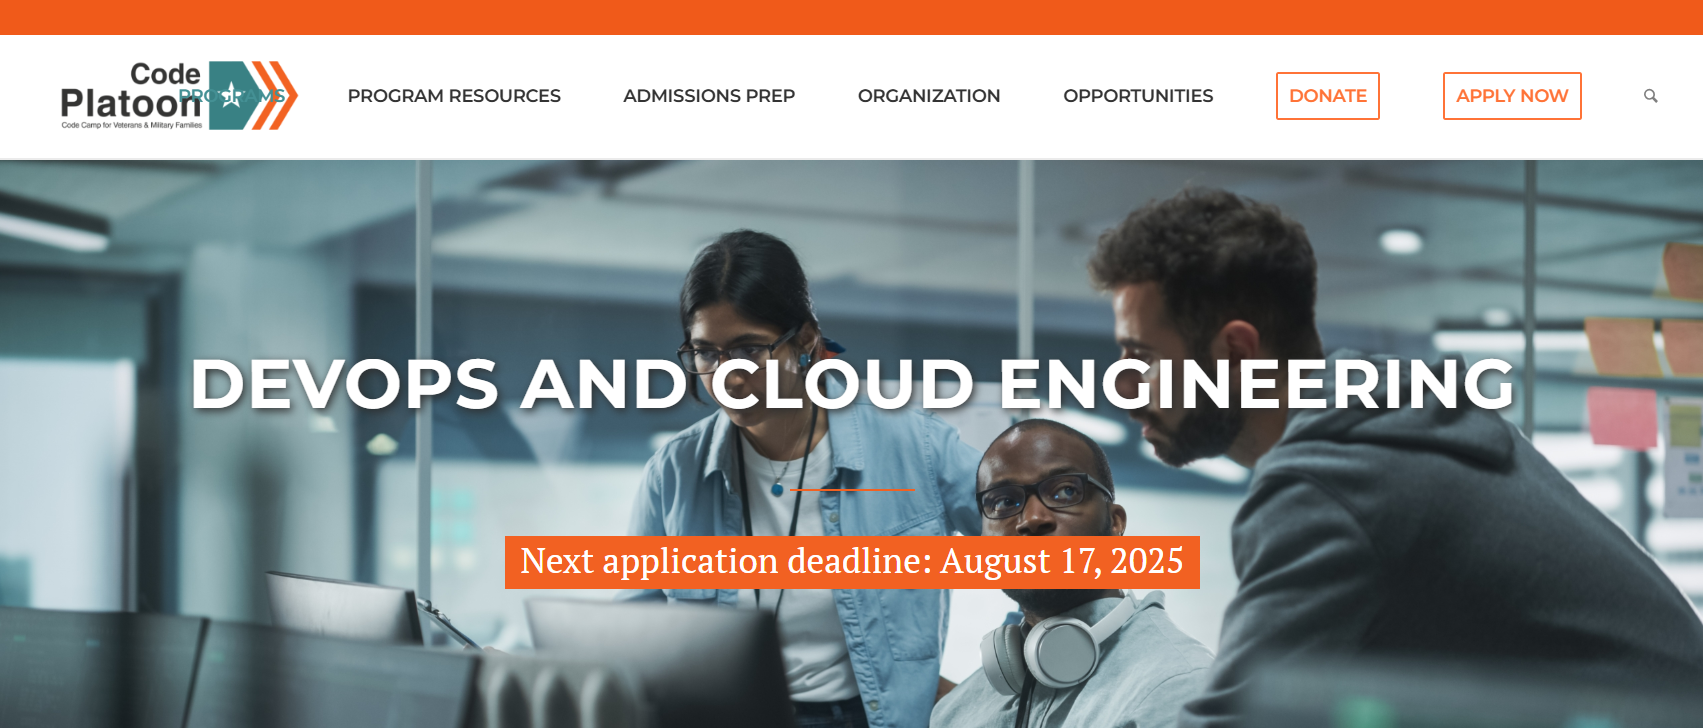 Code
Platoon
Code Camp for Veterans & Military Families
PROGRAMS
PROGRAM RESOURCES
ADMISSIONS PREP
ORGANIZATION
OPPORTUNITIES
DONATE
APPLY NOW
DEVOPS AND CLOUD ENGINEERING
Next application deadline: August 17, 2025